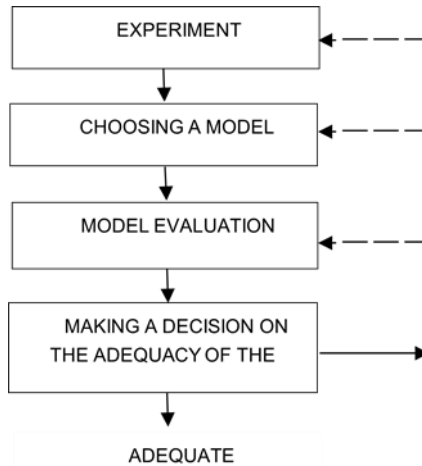 EXPERIMENT
CHOOSING A MODEL
MODEL EVALUATION
MAKING A DECISION ON
THE ADEQUACY OF THE
ADEQUATE